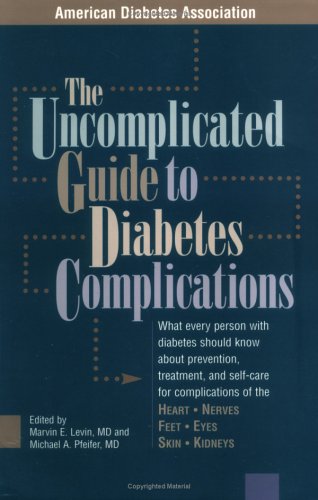 American Diabetes Association
The
Uncomplicated
Guide to
Diabetes
Complications
What every person with
diabetes should know
about prevention,
treatment, and self-care
for complications of the
HEART • NERVES
FEET • EYES
SKIN • KIDNEYS
Edited by
Marvin E. Levin, MD and
Michael A. Pfeifer, MD
Copyrighted Material